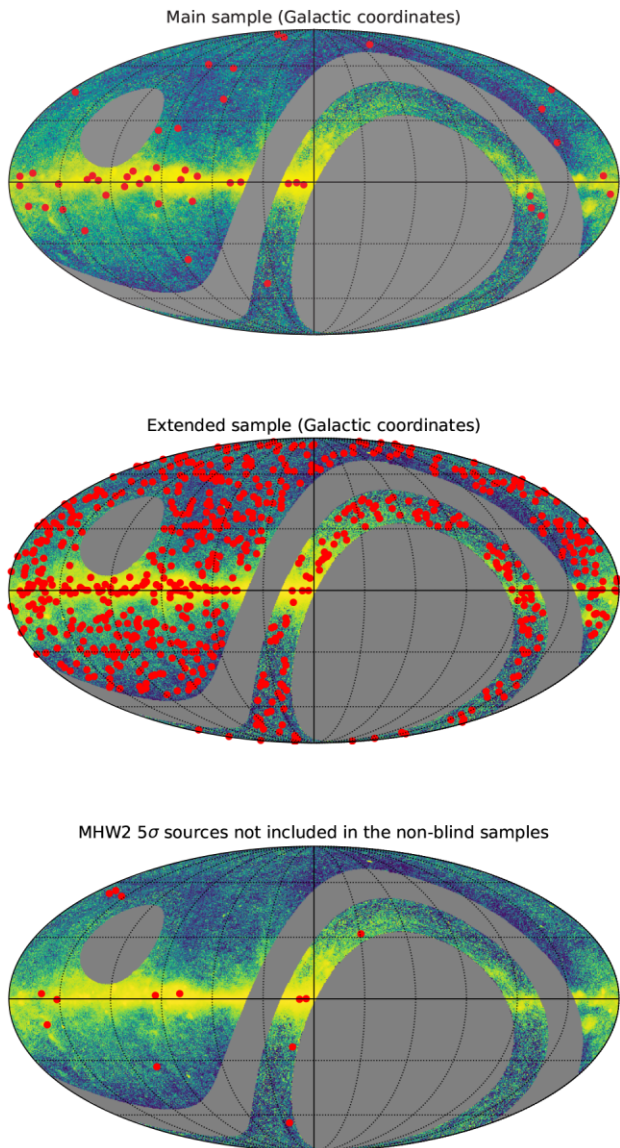 Main sample (Galactic coordinates)
Extended sample (Galactic coordinates)
MHW2 5σ sources not included in the non-blind samples